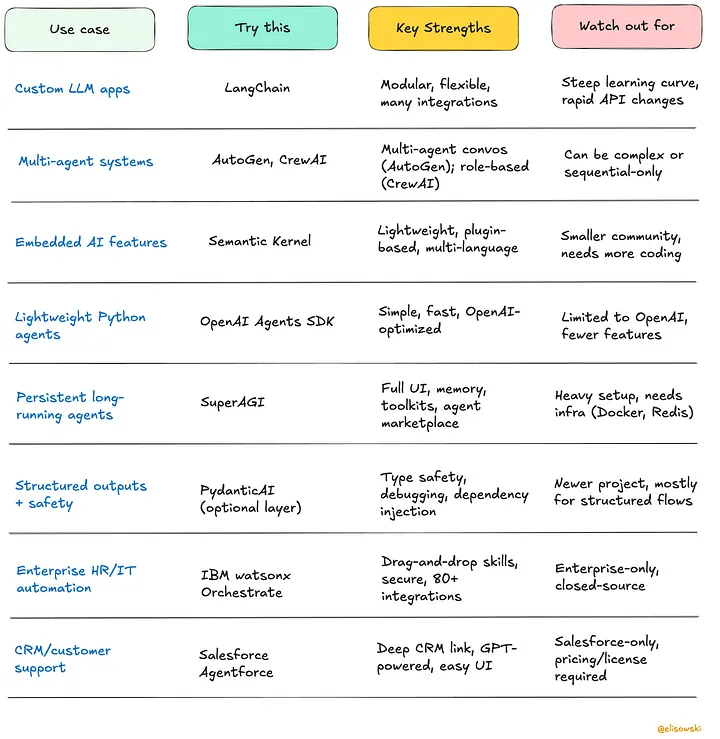 Use case
Try this
Key Strengths
Watch out for
Custom LLM apps
LangChain
Modular, flexible,
many integrations
Steep learning curve,
rapid API changes
Multi-agent systems
AutoGen, CrewAI
Multi-agent convos
(AutoGen); role-based
(CrewAI)
Can be complex or
sequential-only
Embedded AI features
Semantic Kernel
Lightweight, plugin-
based, multi-language
Smaller community,
needs more coding
Lightweight Python
agents
OpenAI Agents SDK
Simple, fast, OpenAI-
optimized
Limited to OpenAI,
fewer features
Persistent long-
running agents
SuperAGI
Full UI, memory,
toolkits, agent
marketplace
Heavy setup, needs
infra (Docker, Redis)
Structured outputs
+ safety
PydanticAI
(optional layer)
Type safety,
debugging, dependency
injection
Newer project, mostly
for structured flows
Enterprise HR/IT
automation
IBM watsonx
Orchestrate
Drag-and-drop skills,
secure, 80+
integrations
Enterprise-only,
closed-source
CRM/customer
support
Salesforce
Agentforce
Deep CRM link, GPT-
powered, easy UI
Salesforce-only,
pricing/license
required
@elisowski